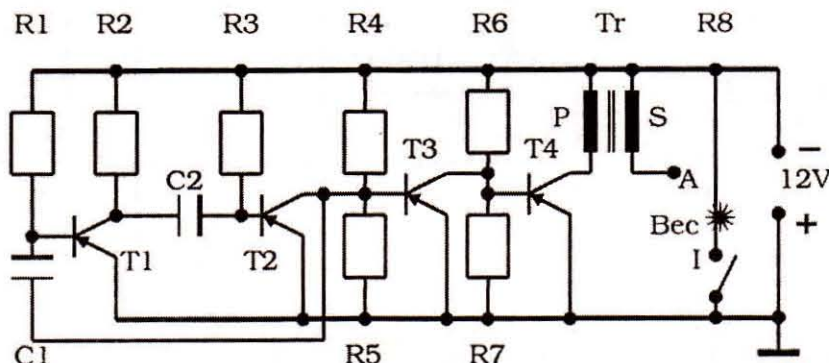 R1 R2 R3 R4 R6 Tr R8
P S
T3 T4
C2 A 12V
−
Bec +
T1 T2 I
C1 R5 R7